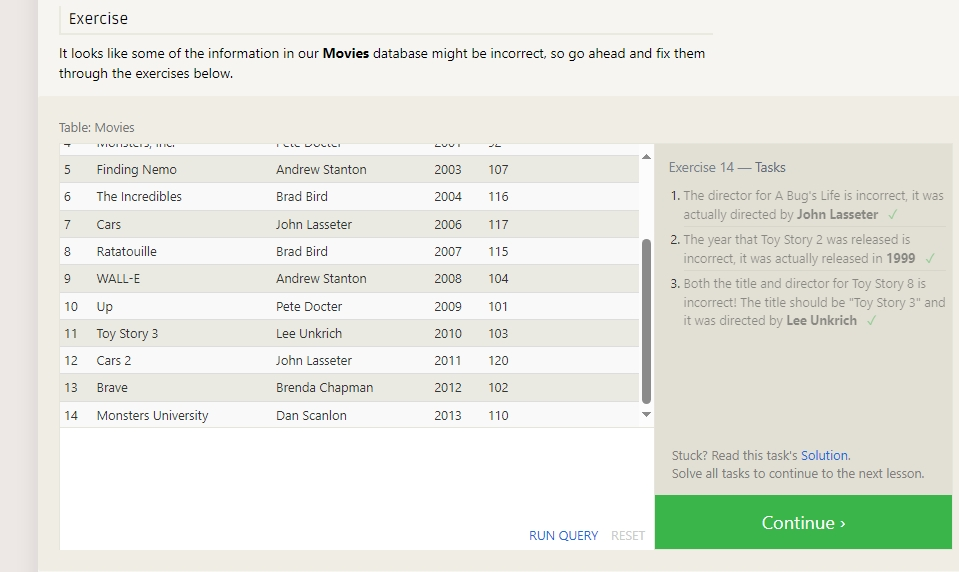 Exercise
It looks like some of the information in our Movies database might be incorrect, so go ahead and fix them
through the exercises below.
Table: Movies
4 Monsters, Inc. Pete Docter 2001 92
5 Finding Nemo Andrew Stanton 2003 107
6 The Incredibles Brad Bird 2004 116
7 Cars John Lasseter 2006 117
8 Ratatouille Brad Bird 2007 115
9 WALL-E Andrew Stanton 2008 104
10 Up Pete Docter 2009 101
11 Toy Story 3 Lee Unkrich 2010 103
12 Cars 2 John Lasseter 2011 120
13 Brave Brenda Chapman 2012 102
14 Monsters University Dan Scanlon 2013 110
RUN QUERY RESET
Exercise 14 — Tasks
1. The director for A Bug's Life is incorrect, it was
actually directed by John Lasseter ✓
2. The year that Toy Story 2 was released is
incorrect, it was actually released in 1999 ✓
3. Both the title and director for Toy Story 8 is
incorrect! The title should be "Toy Story 3" and
it was directed by Lee Unkrich ✓
Stuck? Read this task's Solution.
Solve all tasks to continue to the next lesson.
Continue ›